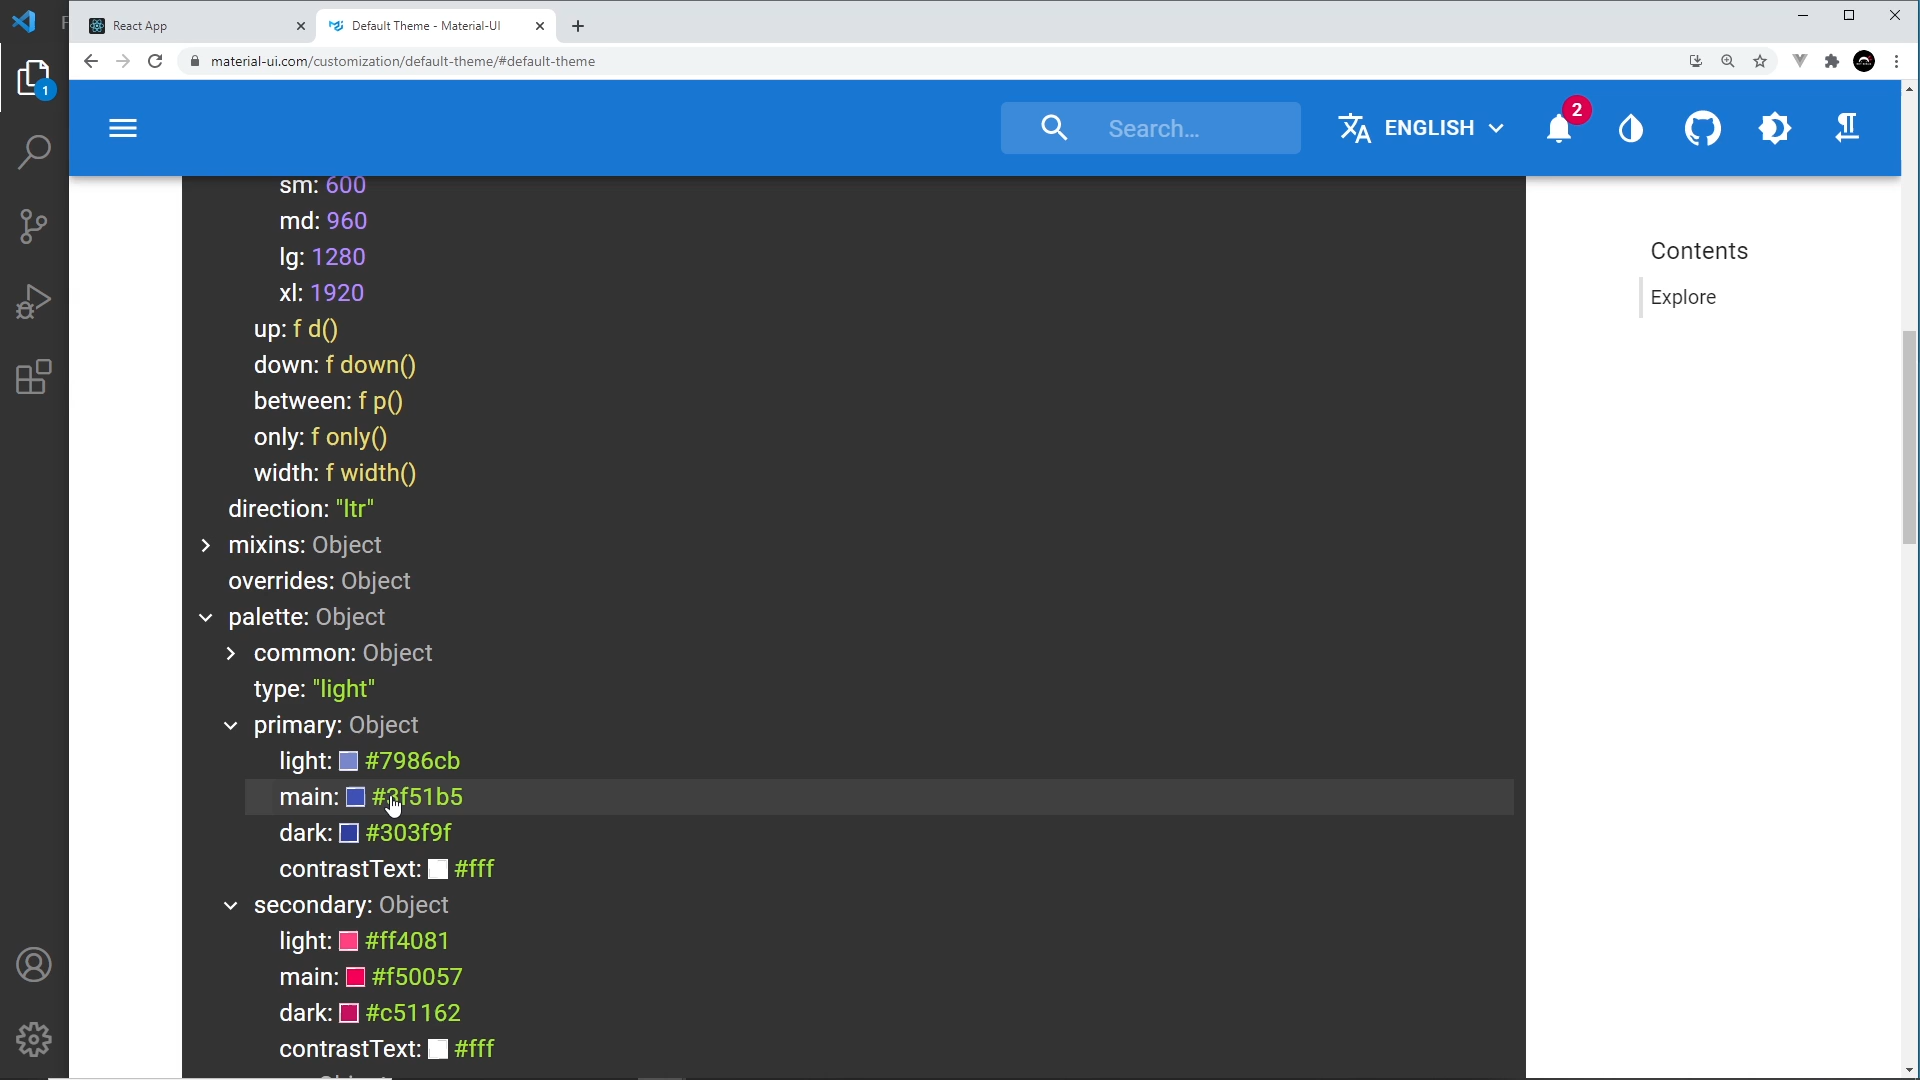 React App
Default Theme - Material-UI
material-ui.com/customization/default-theme/#default-theme
1
Search…
ENGLISH
2
sm: 600
md: 960
lg: 1280
xl: 1920
up: f d()
down: f down()
between: f p()
only: f only()
width: f width()
direction: "ltr"
mixins: Object
overrides: Object
palette: Object
common: Object
type: "light"
primary: Object
light: #7986cb
main: #3f51b5
dark: #303f9f
contrastText: #fff
secondary: Object
light: #ff4081
main: #f50057
dark: #c51162
contrastText: #fff
Contents
Explore